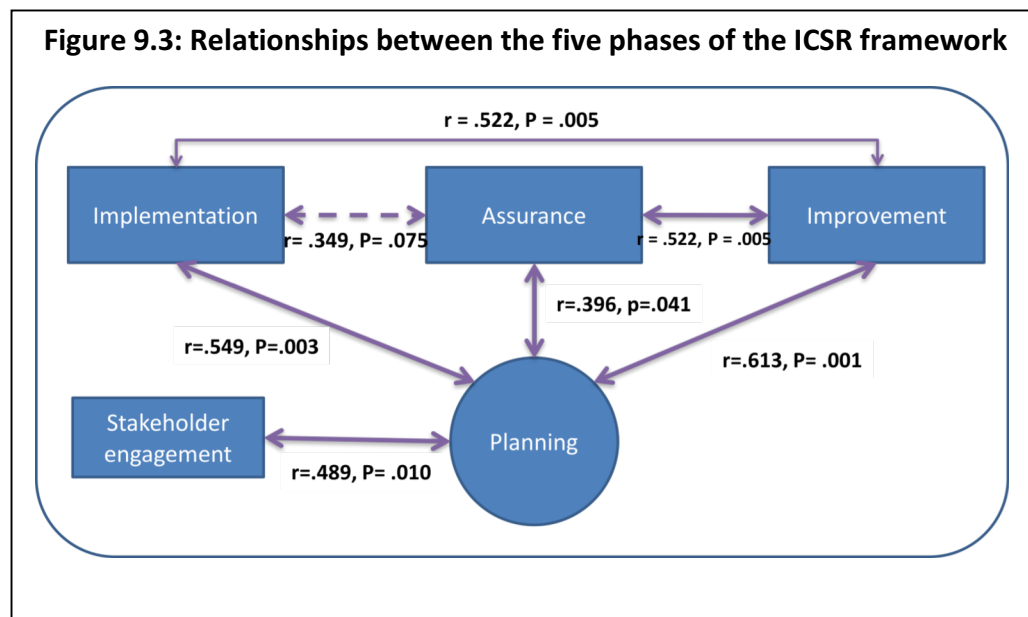 Figure 9.3: Relationships between the five phases of the ICSR framework
r = .522, P = .005
Implementation
Assurance
Improvement
r= .349, P= .075
r = .522, P = .005
r=.396, p=.041
r=.549, P=.003
r=.613, P= .001
Stakeholder
engagement
Planning
r=.489, P= .010